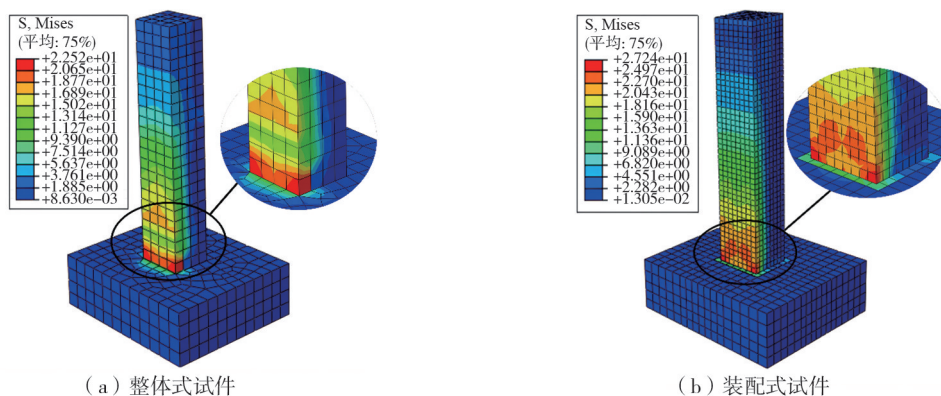 S, Mises
(平均: 75%)
+2.252e+01
+2.065e+01
+1.877e+01
+1.689e+01
+1.502e+01
+1.314e+01
+1.127e+01
+9.390e+00
+7.514e+00
+5.637e+00
+3.761e+00
+1.885e+00
+8.630e-03
(a)整体式试件
S, Mises
(平均: 75%)
+2.724e+01
+2.497e+01
+2.270e+01
+2.043e+01
+1.816e+01
+1.590e+01
+1.363e+01
+1.136e+01
+9.089e+00
+6.820e+00
+4.551e+00
+2.282e+00
+1.305e-02
(b)装配式试件